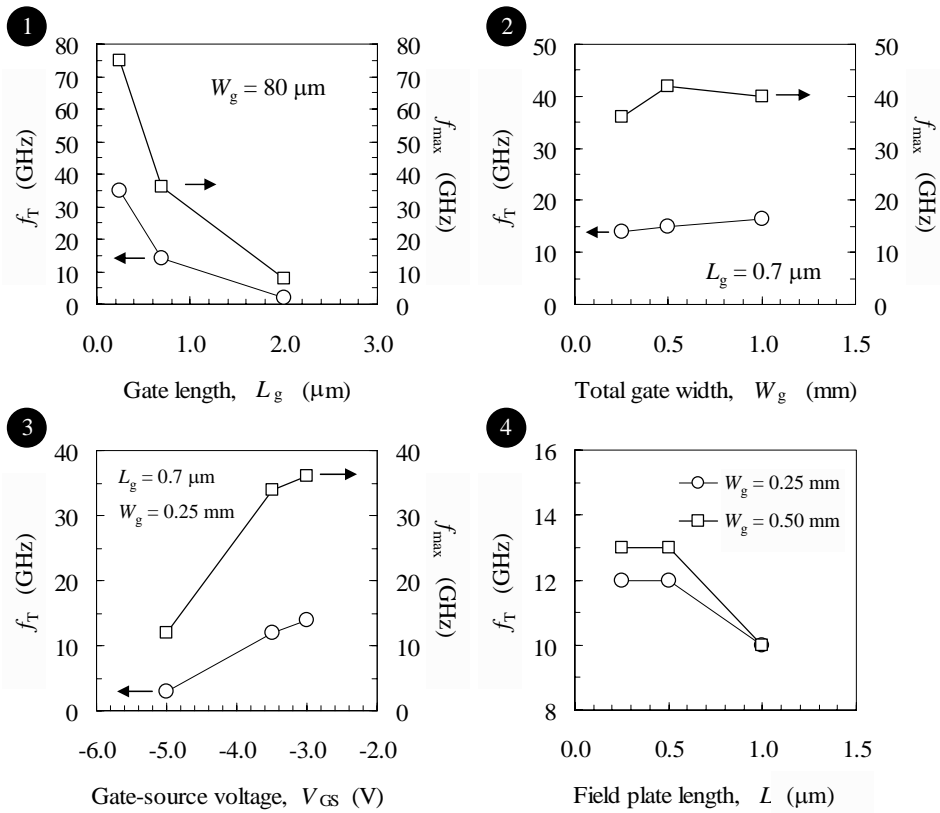 1
80
70
60
50
40
30
20
10
0
f_T (GHz)
W_g = 80 μm
80
70
60
50
40
30
20
10
0
f_max (GHz)
0.0 1.0 2.0 3.0
Gate length, L_g (μm)
2
50
40
30
20
10
0
f_T (GHz)
L_g = 0.7 μm
50
40
30
20
10
0
f_max (GHz)
0.0 0.5 1.0 1.5
Total gate width, W_g (mm)
3
40
30
20
10
0
f_T (GHz)
L_g = 0.7 μm
W_g = 0.25 mm
40
30
20
10
0
f_max (GHz)
-6.0 -5.0 -4.0 -3.0 -2.0
Gate-source voltage, V_GS (V)
4
16
14
12
10
8
f_T (GHz)
W_g = 0.25 mm
W_g = 0.50 mm
0.0 0.5 1.0 1.5
Field plate length, L (μm)